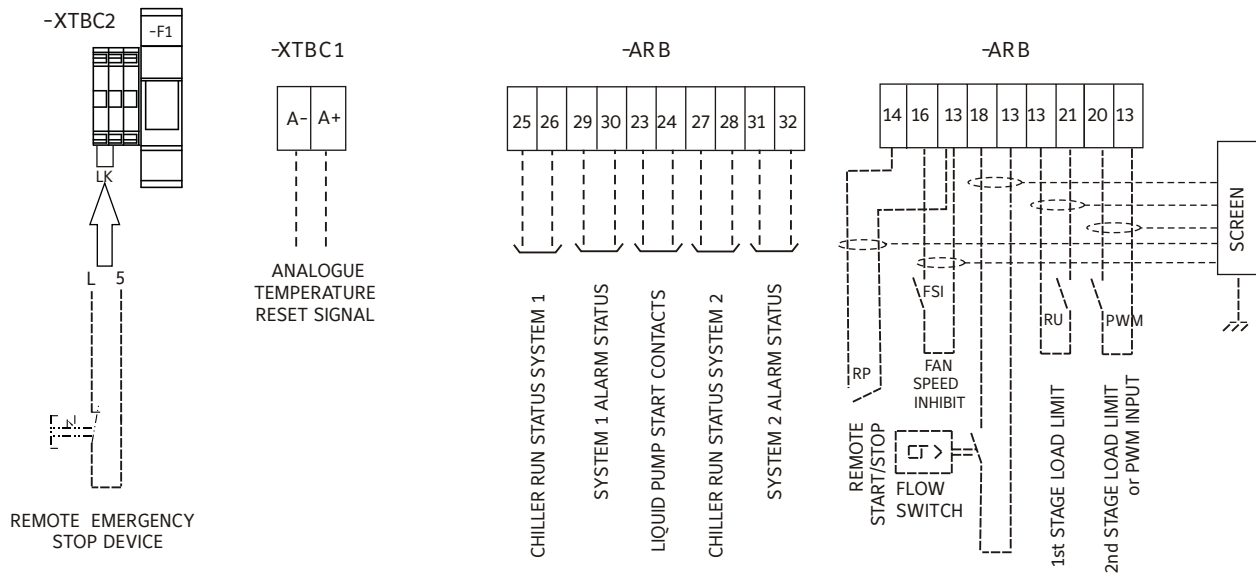 -XTBC2
-F1
LK
L 5
L:
REMOTE EMERGENCY
STOP DEVICE
-XTBC1
A- A+
ANALOGUE
TEMPERATURE
RESET SIGNAL
-ARB
25 26 29 30 23 24 27 28 31 32
CHILLER RUN STATUS SYSTEM 1
SYSTEM 1 ALARM STATUS
LIQUID PUMP START CONTACTS
CHILLER RUN STATUS SYSTEM 2
SYSTEM 2 ALARM STATUS
-ARB
14 16 13 18 13 13 21 20 13
SCREEN
FSI
RU
PWM
RP
FAN
SPEED
INHIBIT
REMOTE
START/STOP
FLOW
SWITCH
1st STAGE LOAD LIMIT
2nd STAGE LOAD LIMIT
or PWM INPUT